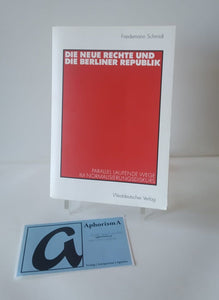 Friedemann Schmidt
DIE NEUE RECHTE UND
DIE BERLINER REPUBLIK
PARALLEL LAUFENDE WEGE
IM NORMALISIERUNGSDISKURS
Westdeutscher Verlag
AphorismA
a